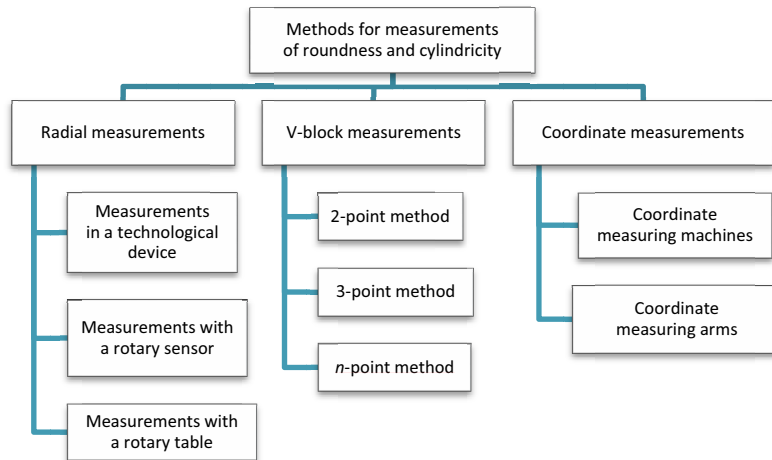 Methods for measurements
of roundness and cylindricity
Radial measurements
V-block measurements
Coordinate measurements
Measurements
in a technological
device
Measurements with
a rotary sensor
Measurements with
a rotary table
2-point method
3-point method
n-point method
Coordinate
measuring machines
Coordinate
measuring arms